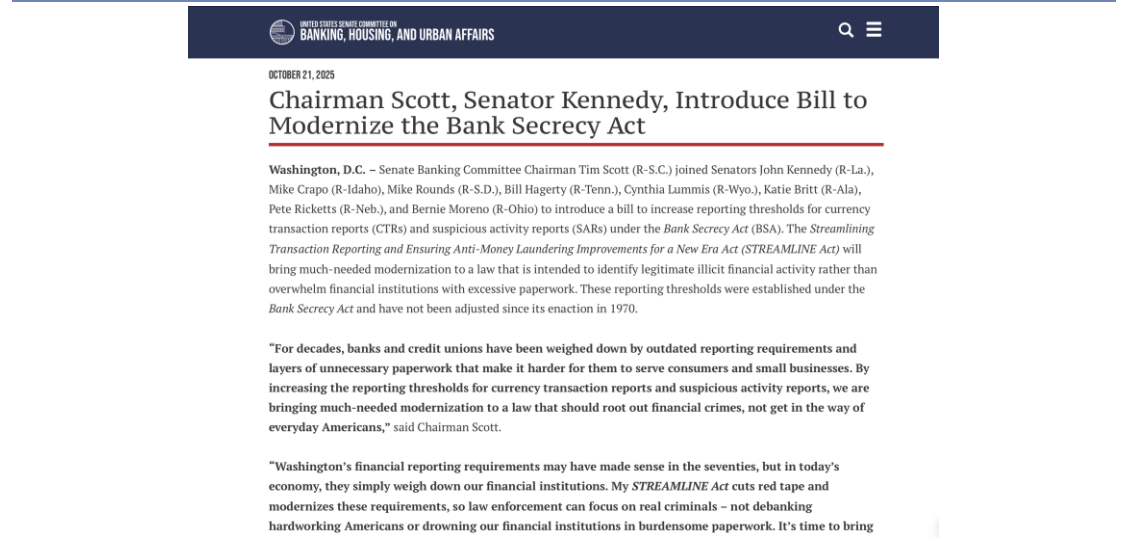 UNITED STATES SENATE COMMITTEE ON
BANKING, HOUSING, AND URBAN AFFAIRS
OCTOBER 21, 2025
Chairman Scott, Senator Kennedy, Introduce Bill to
Modernize the Bank Secrecy Act
Washington, D.C. – Senate Banking Committee Chairman Tim Scott (R-S.C.) joined Senators John Kennedy (R-La.),
Mike Crapo (R-Idaho), Mike Rounds (R-S.D.), Bill Hagerty (R-Tenn.), Cynthia Lummis (R-Wyo.), Katie Britt (R-Ala),
Pete Ricketts (R-Neb.), and Bernie Moreno (R-Ohio) to introduce a bill to increase reporting thresholds for currency
transaction reports (CTRs) and suspicious activity reports (SARs) under the Bank Secrecy Act (BSA). The Streamlining
Transaction Reporting and Ensuring Anti-Money Laundering Improvements for a New Era Act (STREAMLINE Act) will
bring much-needed modernization to a law that is intended to identify legitimate illicit financial activity rather than
overwhelm financial institutions with excessive paperwork. These reporting thresholds were established under the
Bank Secrecy Act and have not been adjusted since its enaction in 1970.
“For decades, banks and credit unions have been weighed down by outdated reporting requirements and
layers of unnecessary paperwork that make it harder for them to serve consumers and small businesses. By
increasing the reporting thresholds for currency transaction reports and suspicious activity reports, we are
bringing much-needed modernization to a law that should root out financial crimes, not get in the way of
everyday Americans,” said Chairman Scott.
“Washington’s financial reporting requirements may have made sense in the seventies, but in today’s
economy, they simply weigh down our financial institutions. My STREAMLINE Act cuts red tape and
modernizes these requirements, so law enforcement can focus on real criminals – not debanking
hardworking Americans or drowning our financial institutions in burdensome paperwork. It’s time to bring